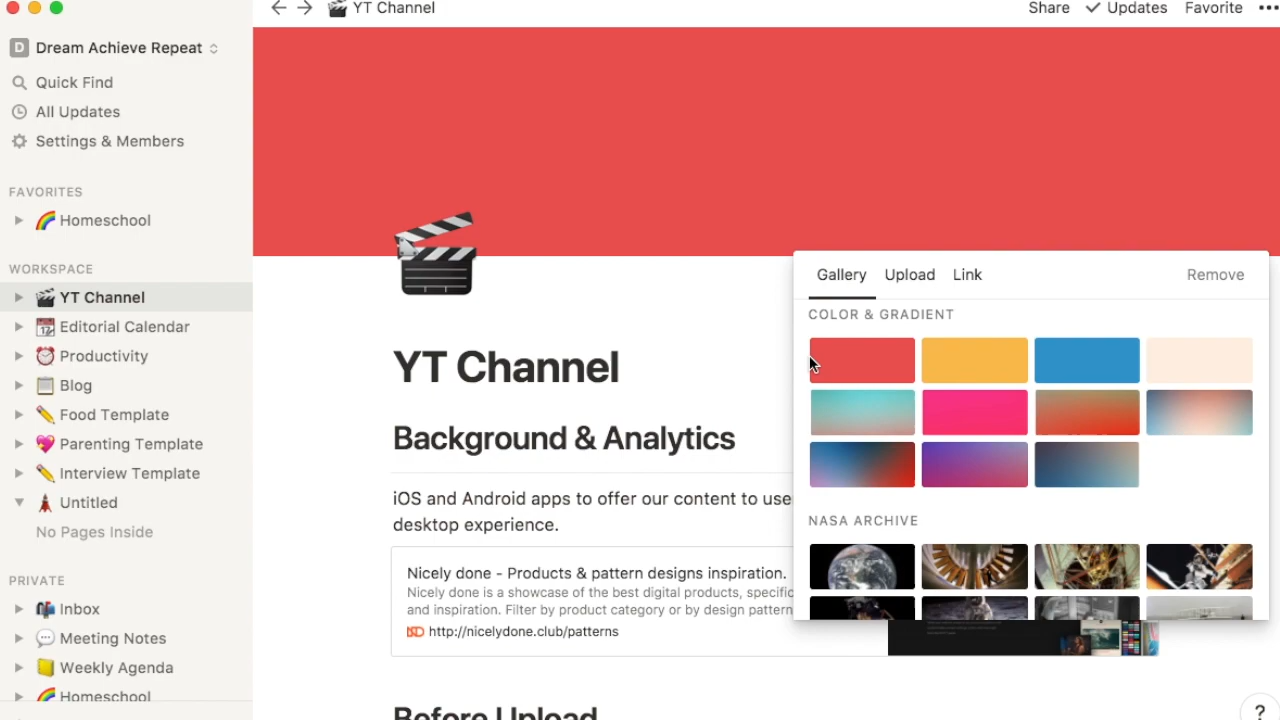 YT Channel
Share
Updates
Favorite
D Dream Achieve Repeat
Quick Find
All Updates
Settings & Members
FAVORITES
Homeschool
WORKSPACE
YT Channel
Editorial Calendar
Productivity
Blog
Food Template
Parenting Template
Interview Template
Untitled
No Pages Inside
PRIVATE
Inbox
Meeting Notes
Weekly Agenda
Homeschool
YT Channel
Background & Analytics
iOS and Android apps to offer our content to use
desktop experience.
Nicely done - Products & pattern designs inspiration.
Nicely done is a showcase of the best digital products, specific
and inspiration. Filter by product category or by design pattern
http://nicelydone.club/patterns
Before Upload
Gallery
Upload
Link
Remove
COLOR & GRADIENT
NASA ARCHIVE
?